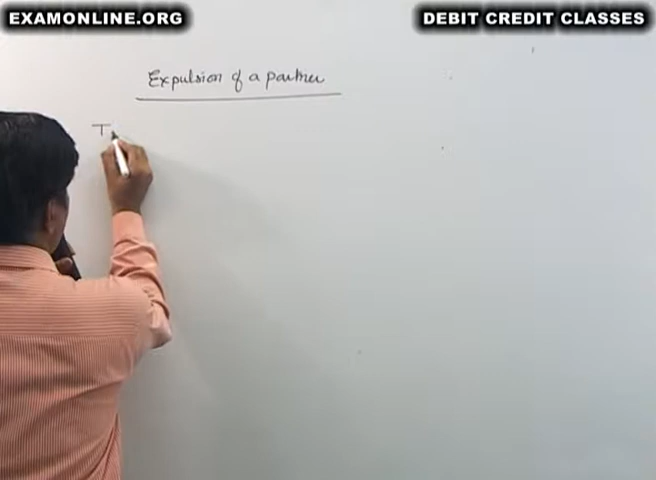 EXAMONLINE.ORG
DEBIT CREDIT CLASSES
Expulsion of a partner
T